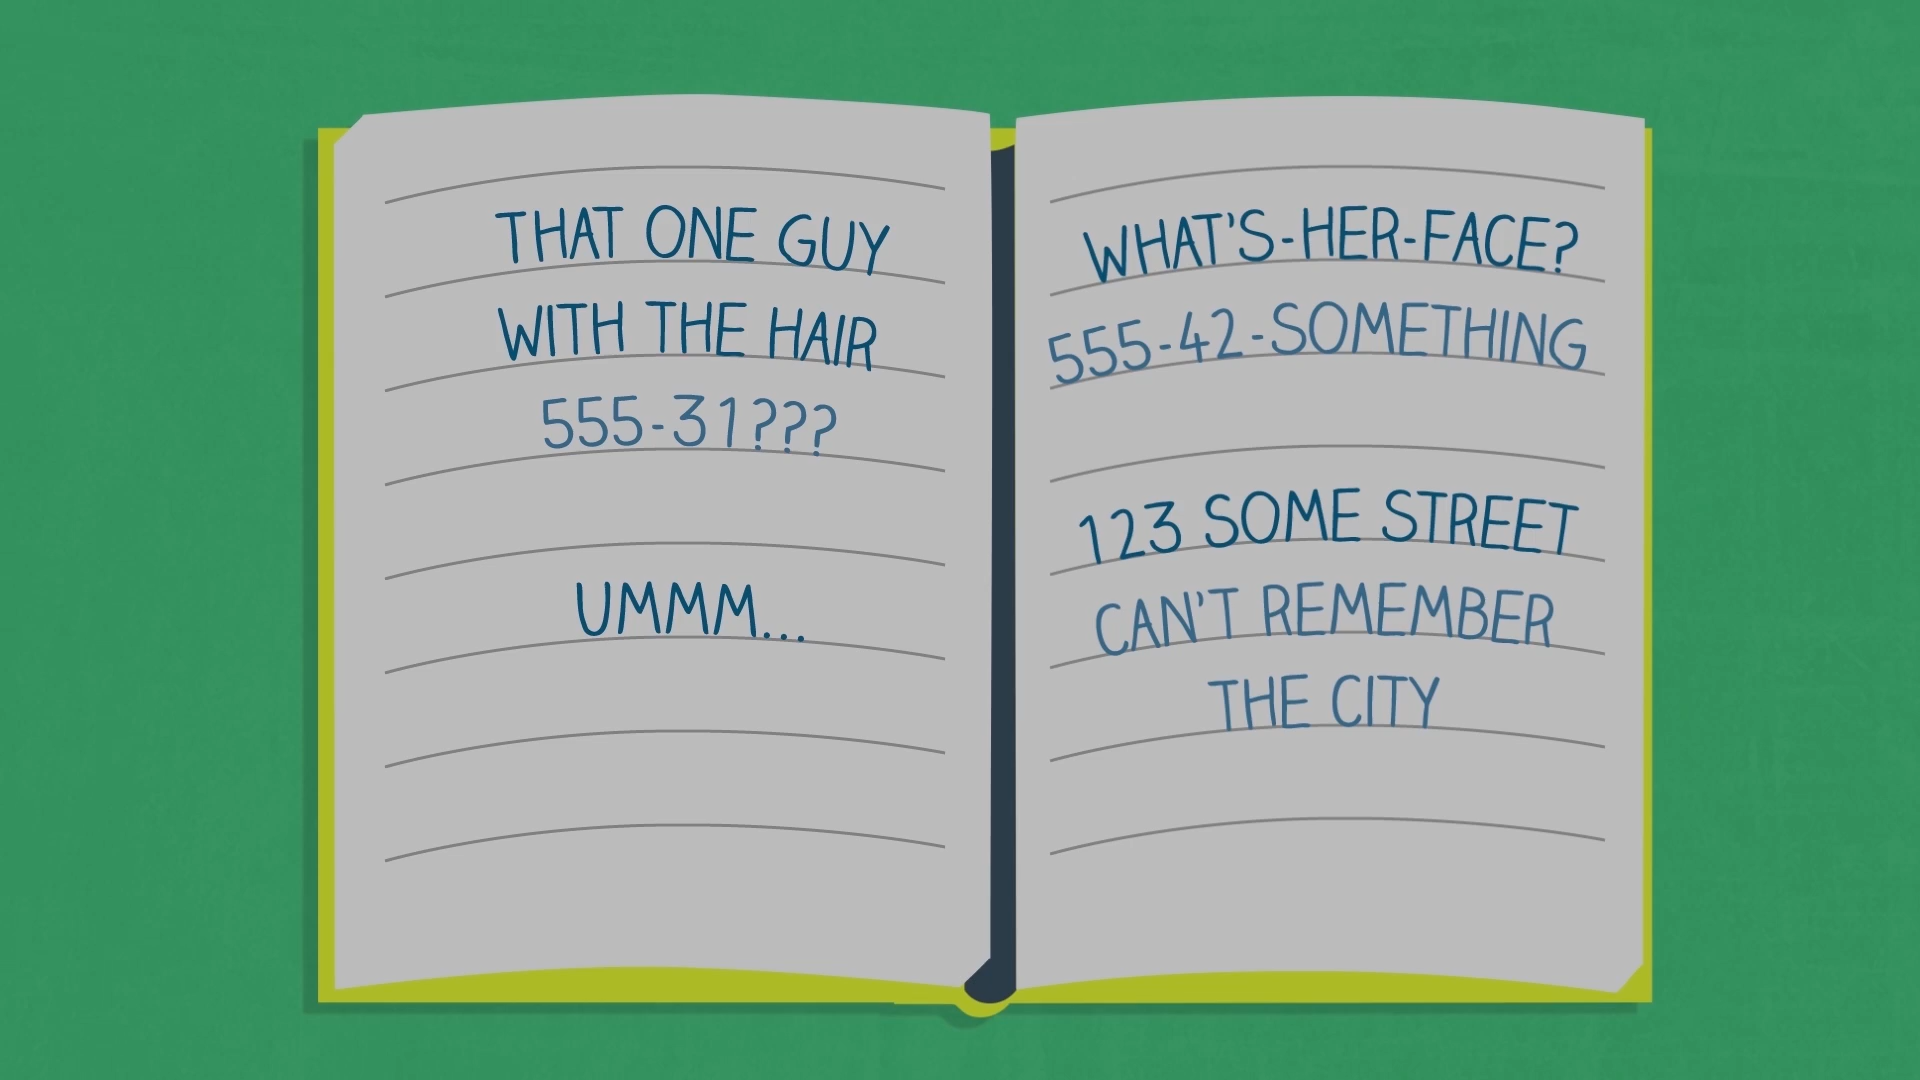 THAT ONE GUY
WITH THE HAIR
555-31???
UMMM...
WHAT'S-HER-FACE?
555-42-SOMETHING
123 SOME STREET
CAN'T REMEMBER
THE CITY